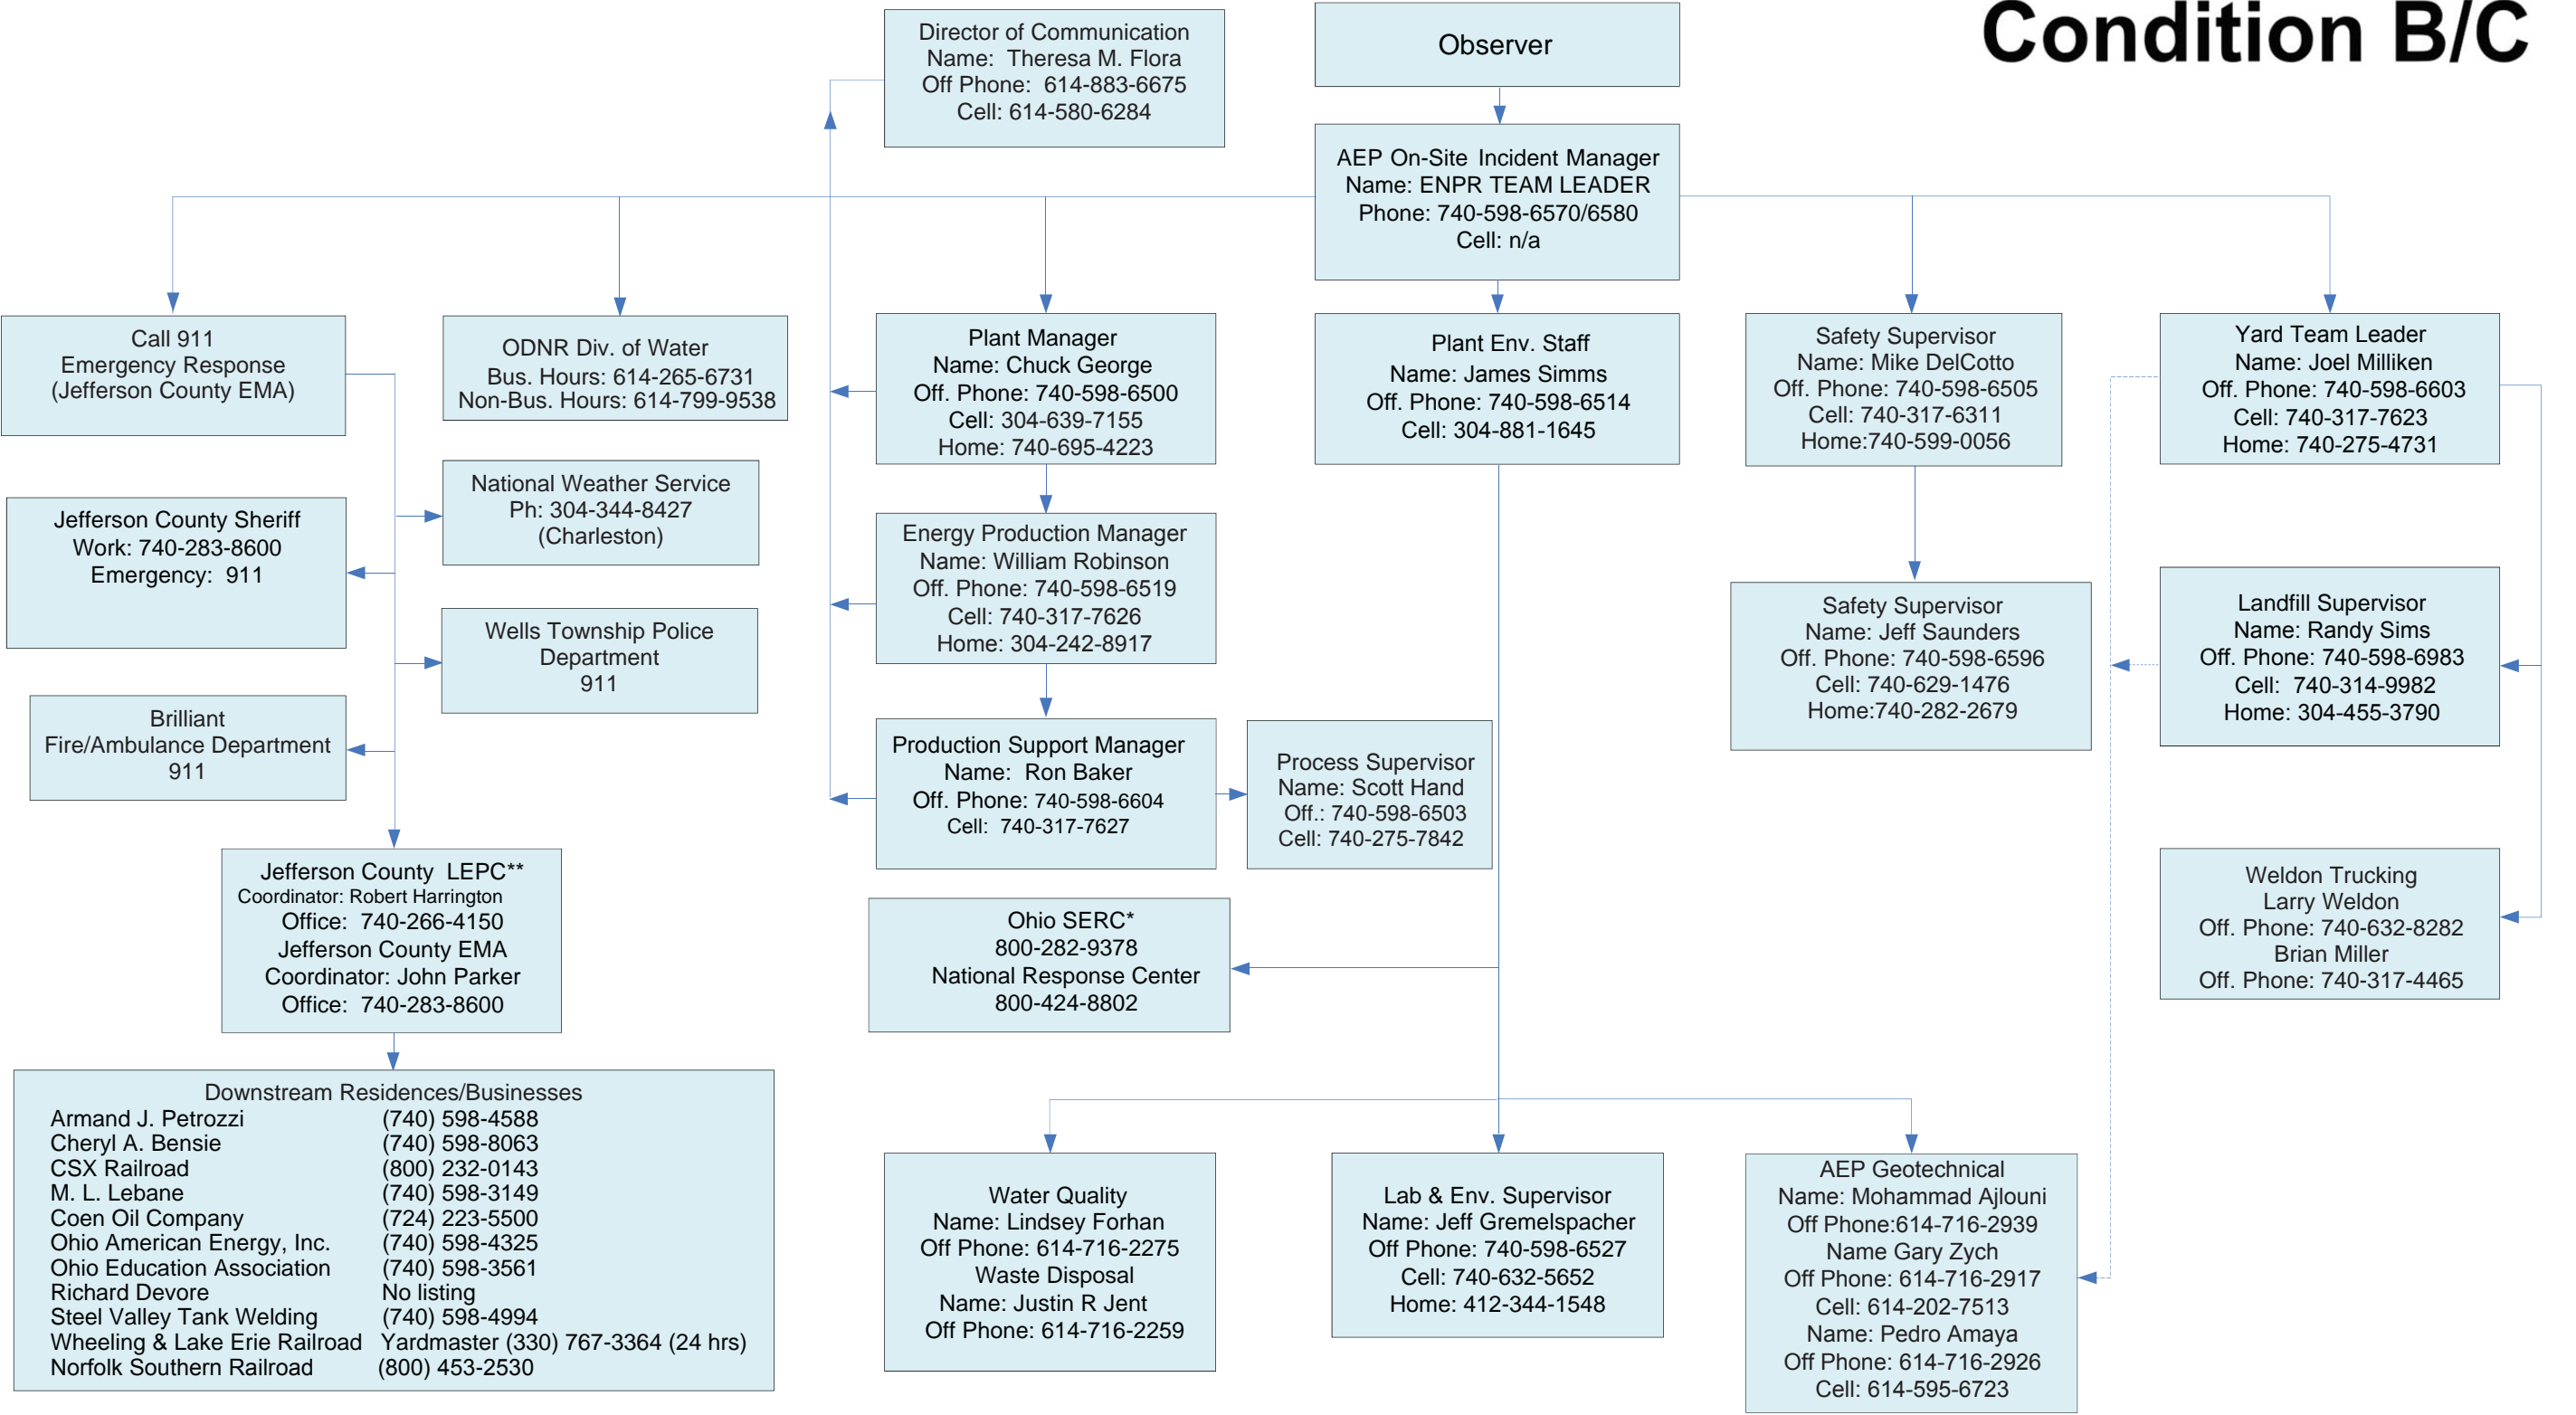 Condition B/C
Director of Communication
Name: Theresa M. Flora
Off Phone: 614-883-6675
Cell: 614-580-6284
Observer
AEP On-Site Incident Manager
Name: ENPR TEAM LEADER
Phone: 740-598-6570/6580
Cell: n/a
Call 911
Emergency Response
(Jefferson County EMA)
ODNR Div. of Water
Bus. Hours: 614-265-6731
Non-Bus. Hours: 614-799-9538
Plant Manager
Name: Chuck George
Off. Phone: 740-598-6500
Cell: 304-639-7155
Home: 740-695-4223
Plant Env. Staff
Name: James Simms
Off. Phone: 740-598-6514
Cell: 304-881-1645
Safety Supervisor
Name: Mike DelCotto
Off. Phone: 740-598-6505
Cell: 740-317-6311
Home:740-599-0056
Yard Team Leader
Name: Joel Milliken
Off. Phone: 740-598-6603
Cell: 740-317-7623
Home: 740-275-4731
National Weather Service
Ph: 304-344-8427
(Charleston)
Jefferson County Sheriff
Work: 740-283-8600
Emergency: 911
Energy Production Manager
Name: William Robinson
Off. Phone: 740-598-6519
Cell: 740-317-7626
Home: 304-242-8917
Safety Supervisor
Name: Jeff Saunders
Off. Phone: 740-598-6596
Cell: 740-629-1476
Home:740-282-2679
Landfill Supervisor
Name: Randy Sims
Off. Phone: 740-598-6983
Cell: 740-314-9982
Home: 304-455-3790
Wells Township Police
Department
911
Brilliant
Fire/Ambulance Department
911
Production Support Manager
Name: Ron Baker
Off. Phone: 740-598-6604
Cell: 740-317-7627
Process Supervisor
Name: Scott Hand
Off.: 740-598-6503
Cell: 740-275-7842
Jefferson County LEPC**
Coordinator: Robert Harrington
Office: 740-266-4150
Jefferson County EMA
Coordinator: John Parker
Office: 740-283-8600
Ohio SERC*
800-282-9378
National Response Center
800-424-8802
Weldon Trucking
Larry Weldon
Off. Phone: 740-632-8282
Brian Miller
Off. Phone: 740-317-4465
Downstream Residences/Businesses
Armand J. Petrozzi (740) 598-4588
Cheryl A. Bensie (740) 598-8063
CSX Railroad (800) 232-0143
M. L. Lebane (740) 598-3149
Coen Oil Company (724) 223-5500
Ohio American Energy, Inc. (740) 598-4325
Ohio Education Association (740) 598-3561
Richard Devore No listing
Steel Valley Tank Welding (740) 598-4994
Wheeling & Lake Erie Railroad Yardmaster (330) 767-3364 (24 hrs)
Norfolk Southern Railroad (800) 453-2530
Water Quality
Name: Lindsey Forhan
Off Phone: 614-716-2275
Waste Disposal
Name: Justin R Jent
Off Phone: 614-716-2259
Lab & Env. Supervisor
Name: Jeff Gremelspacher
Off Phone: 740-598-6527
Cell: 740-632-5652
Home: 412-344-1548
AEP Geotechnical
Name: Mohammad Ajlouni
Off Phone:614-716-2939
Name Gary Zych
Off Phone: 614-716-2917
Cell: 614-202-7513
Name: Pedro Amaya
Off Phone: 614-716-2926
Cell: 614-595-6723